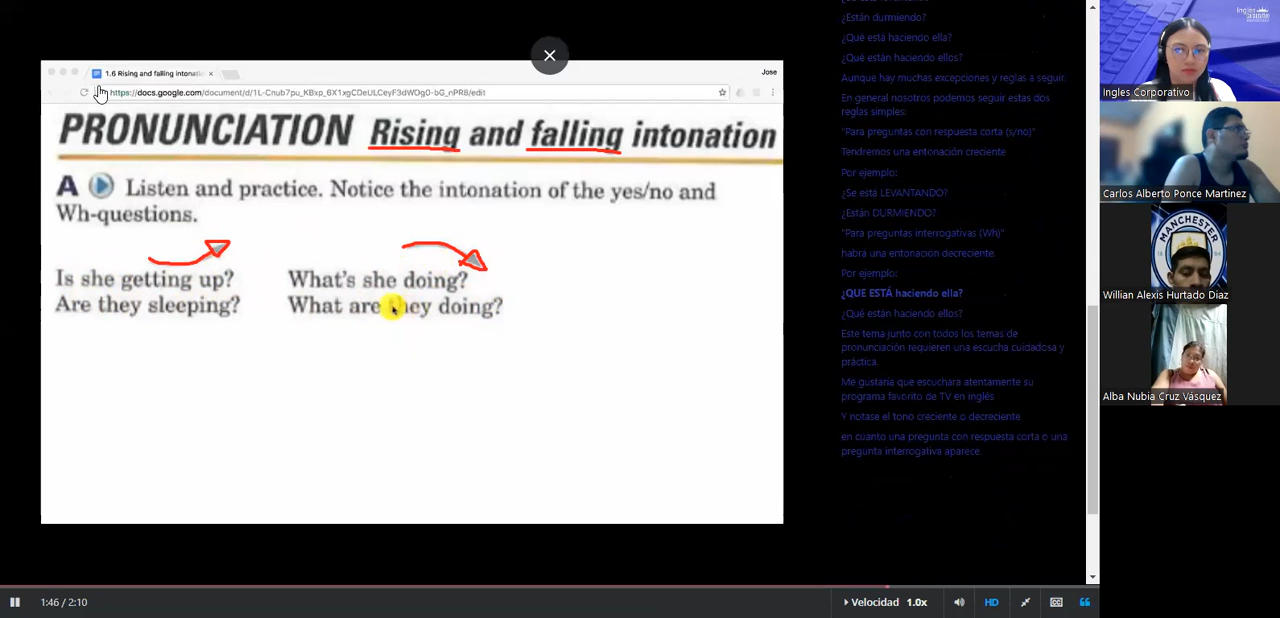 1.6 Rising and falling intonati
Jose
https://docs.google.com/document/d/1L-Cnub7pu_KBxp_6X1xgCDeULCeyF3dWOg0-bG_nPR8/edit
PRONUNCIATION Rising and falling intonation
A Listen and practice. Notice the intonation of the yes/no and
Wh-questions.
Is she getting up? What's she doing?
Are they sleeping? What are they doing?
¿Están durmiendo?
¿Qué está haciendo ella?
¿Qué están haciendo ellos?
Aunque hay muchas excepciones y reglas a seguir.
En general nosotros podemos seguir estas dos
reglas simples:
"Para preguntas con respuesta corta (s/no)"
Tendremos una entonación creciente
Por ejemplo:
¿Se está LEVANTANDO?
¿Están DURMIENDO?
"Para preguntas interrogativas (Wh)"
habrá una entonación decreciente.
Por ejemplo:
¿QUE ESTÁ haciendo ella?
¿Qué están haciendo ellos?
Este tema junto con todos los temas de
pronunciación requieren una escucha cuidadosa y
práctica.
Me gustaría que escuchara atentamente su
programa favorito de TV en inglés
Y notase el tono creciente o decreciente
en cuanto una pregunta con respuesta corta o una
pregunta interrogativa aparece.
1:46 / 2:10
Velocidad 1.0x
HD
Ingles
Ingles Corporativo
Carlos Alberto Ponce Martinez
MANCHESTER
Willian Alexis Hurtado Diaz
Alba Nubia Cruz Vásquez